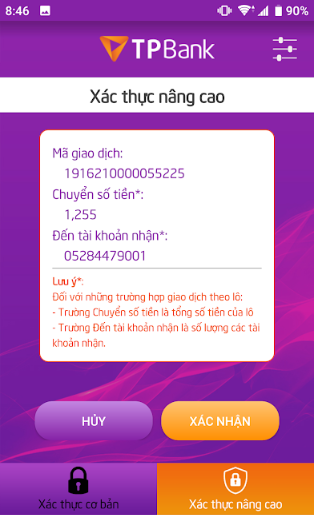 8:46
90%
TPBank
Xác thực nâng cao
Mã giao dịch:
1916210000055225
Chuyển số tiền*:
1,255
Đến tài khoản nhận*:
05284479001
Lưu ý*:
Đối với những trường hợp giao dịch theo lô:
- Trường Chuyển số tiền là tổng số tiền của lô
- Trường Đến tài khoản nhận là số lượng các tài
khoản nhận.
HỦY
XÁC NHẬN
Xác thực cơ bản
Xác thực nâng cao